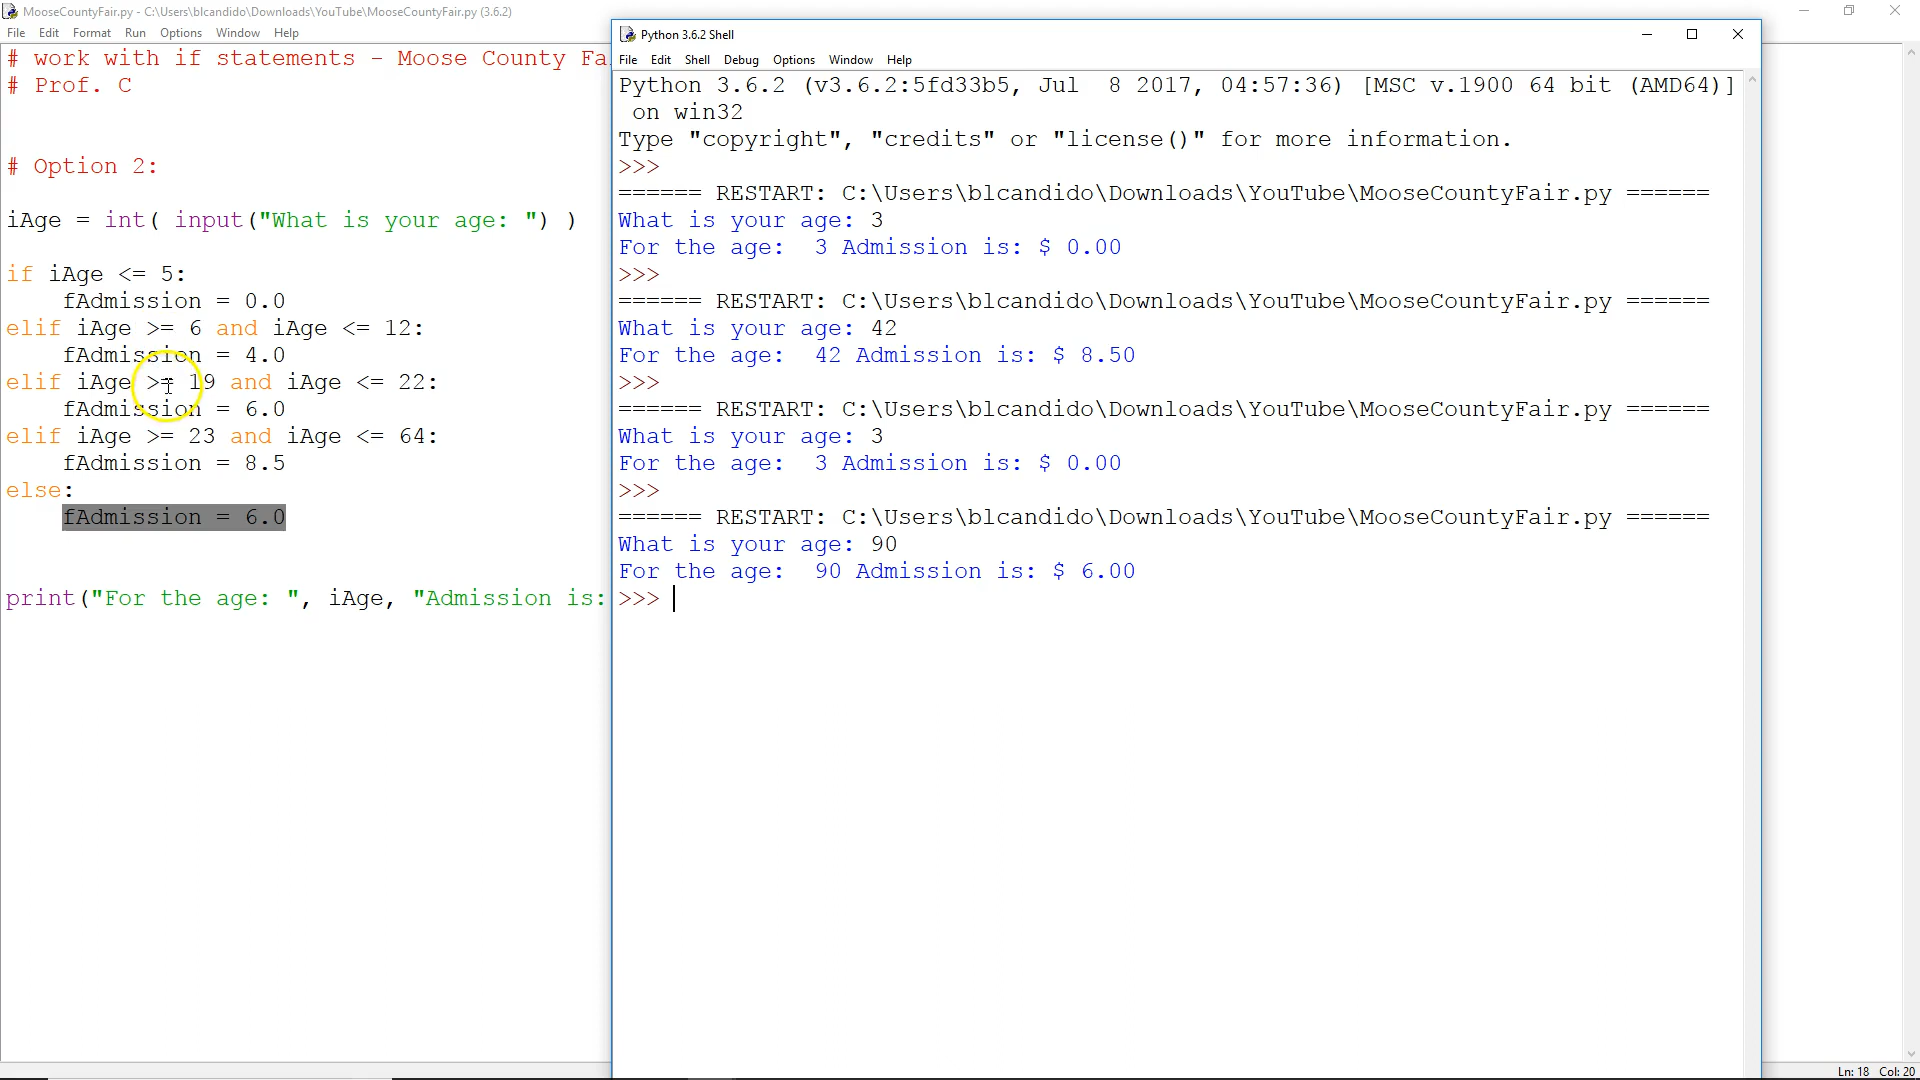 MooseCountyFair.py - C:\Users\blcandido\Downloads\YouTube\MooseCountyFair.py (3.6.2)
File Edit Format Run Options Window Help
# work with if statements - Moose County Fa
# Prof. C
# Option 2:
iAge = int( input("What is your age: ") )
if iAge <= 5:
    fAdmission = 0.0
elif iAge >= 6 and iAge <= 12:
    fAdmission = 4.0
elif iAge >= 19 and iAge <= 22:
    fAdmission = 6.0
elif iAge >= 23 and iAge <= 64:
    fAdmission = 8.5
else:
    fAdmission = 6.0
print("For the age: ", iAge, "Admission is:
Python 3.6.2 Shell
File Edit Shell Debug Options Window Help
Python 3.6.2 (v3.6.2:5fd33b5, Jul  8 2017, 04:57:36) [MSC v.1900 64 bit (AMD64)]
 on win32
Type "copyright", "credits" or "license()" for more information.
>>>
====== RESTART: C:\Users\blcandido\Downloads\YouTube\MooseCountyFair.py ======
What is your age: 3
For the age:  3 Admission is: $ 0.00
>>>
====== RESTART: C:\Users\blcandido\Downloads\YouTube\MooseCountyFair.py ======
What is your age: 42
For the age:  42 Admission is: $ 8.50
>>>
====== RESTART: C:\Users\blcandido\Downloads\YouTube\MooseCountyFair.py ======
What is your age: 3
For the age:  3 Admission is: $ 0.00
>>>
====== RESTART: C:\Users\blcandido\Downloads\YouTube\MooseCountyFair.py ======
What is your age: 90
For the age:  90 Admission is: $ 6.00
>>>
Ln: 18 Col: 20